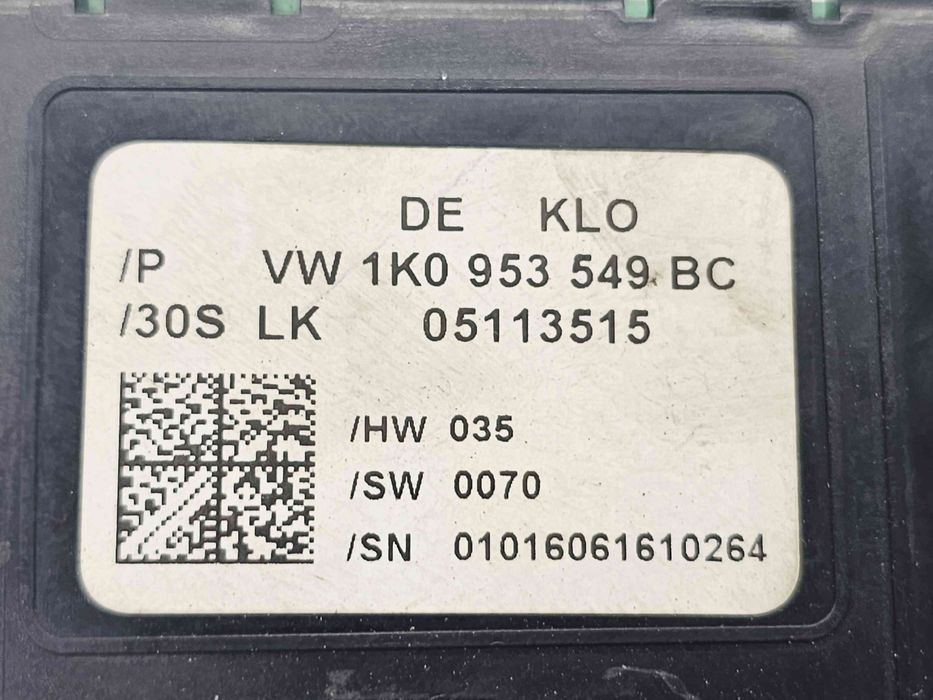 DE KLO
/P VW 1K0 953 549 BC
/30S LK 05113515
/HW 035
/SW 0070
/SN 01016061610264